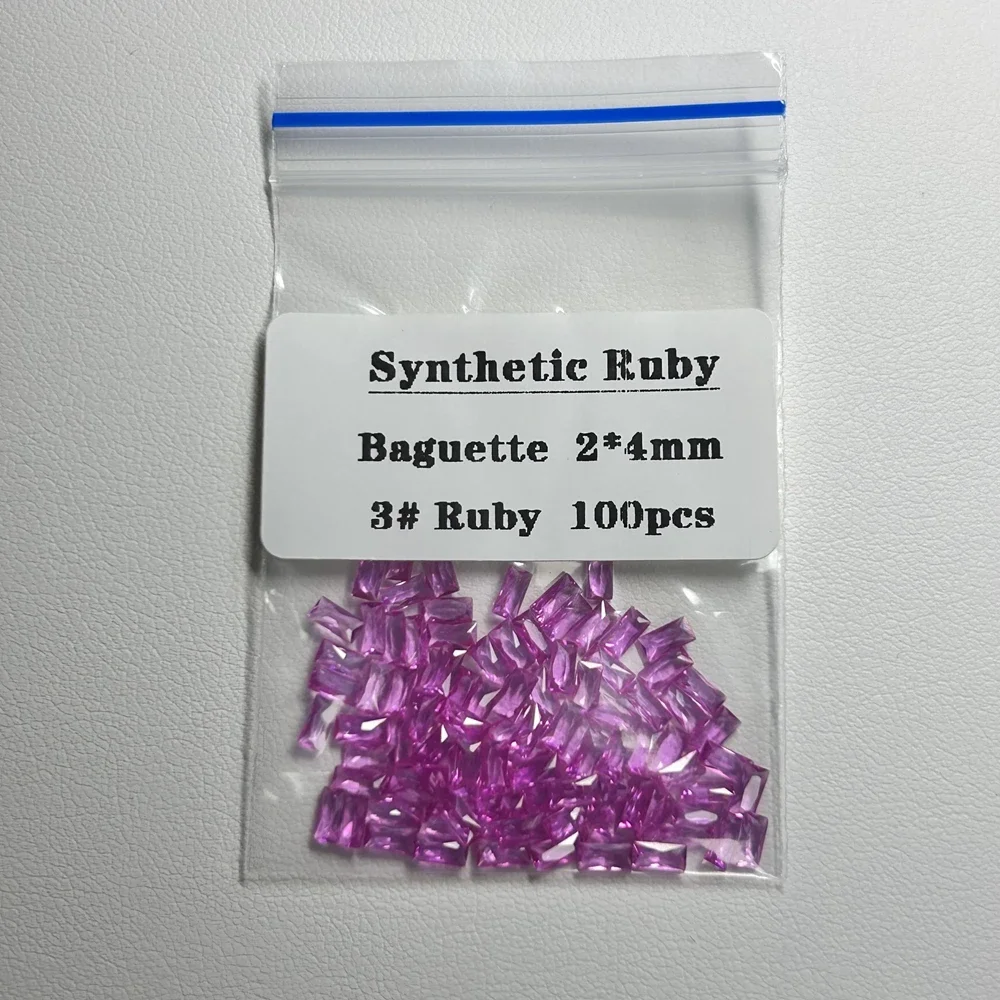 Synthetic Ruby
Baguette 2*4mm
3# Ruby 100pcs